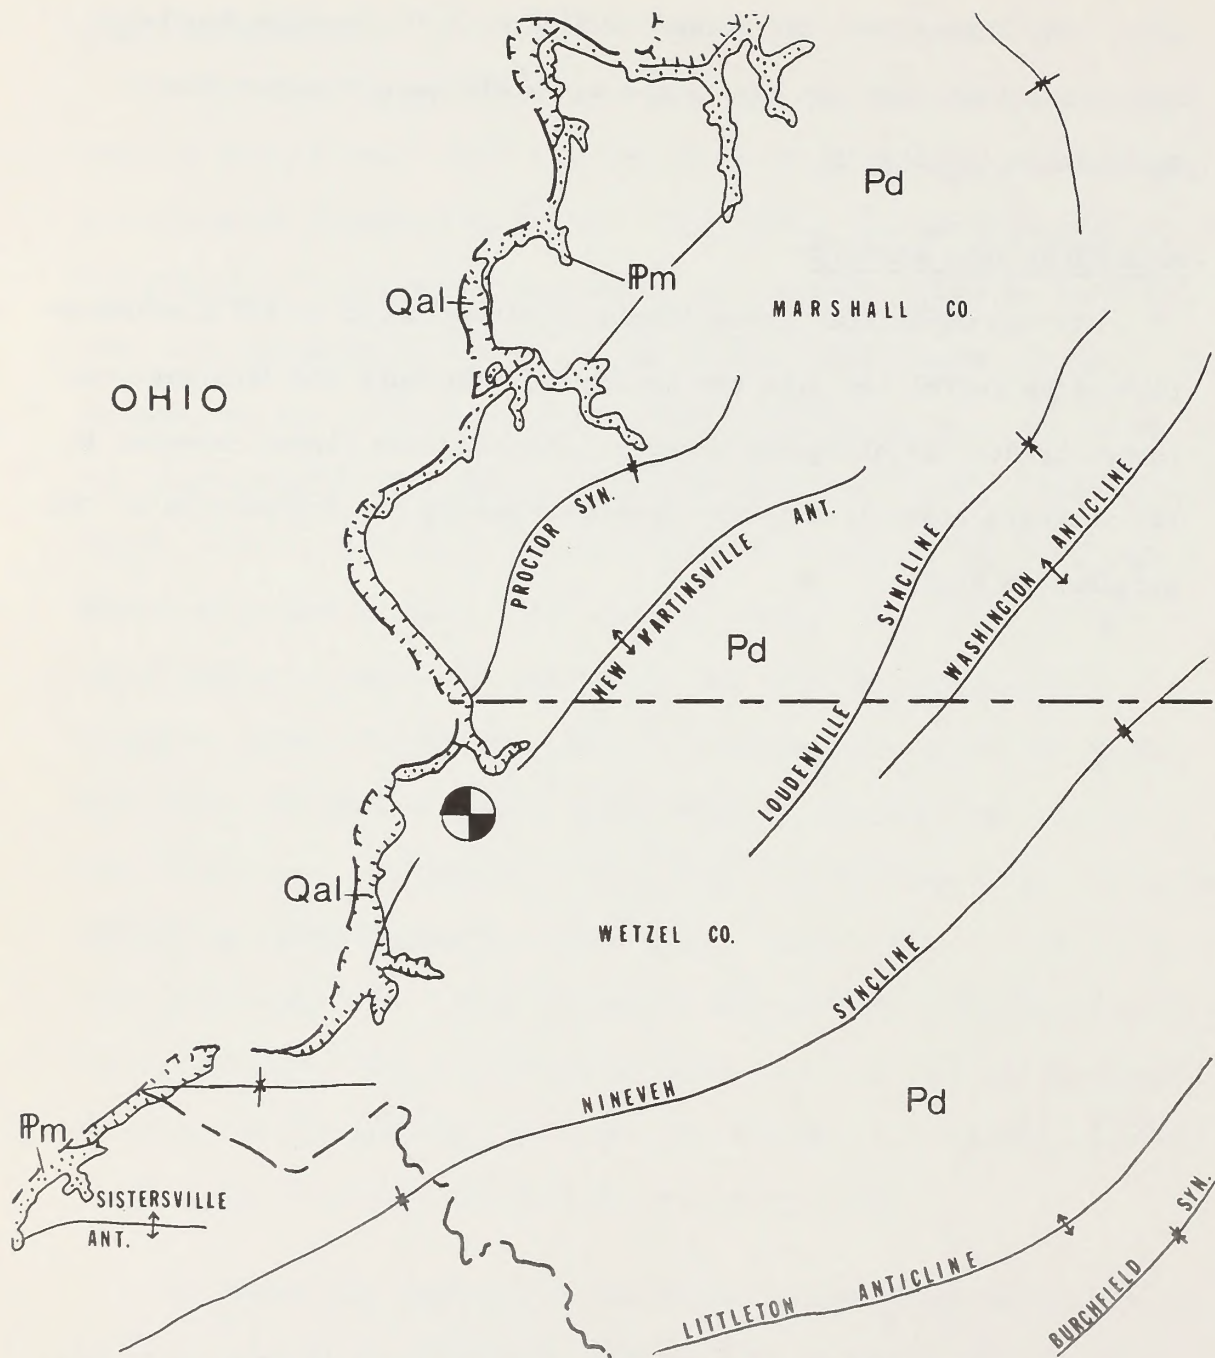 Pd
ℙm
Qal
MARSHALL CO.
OHIO
PROCTOR SYN.
NEW MARTINSVILLE ANT.
LOUDENVILLE SYNCLINE
WASHINGTON ANTICLINE
Pd
Qal
WETZEL CO.
NINEVEH SYNCLINE
Pd
ℙm
SISTERSVILLE
ANT.
LITTLETON ANTICLINE
BURCHFIELD SYN.